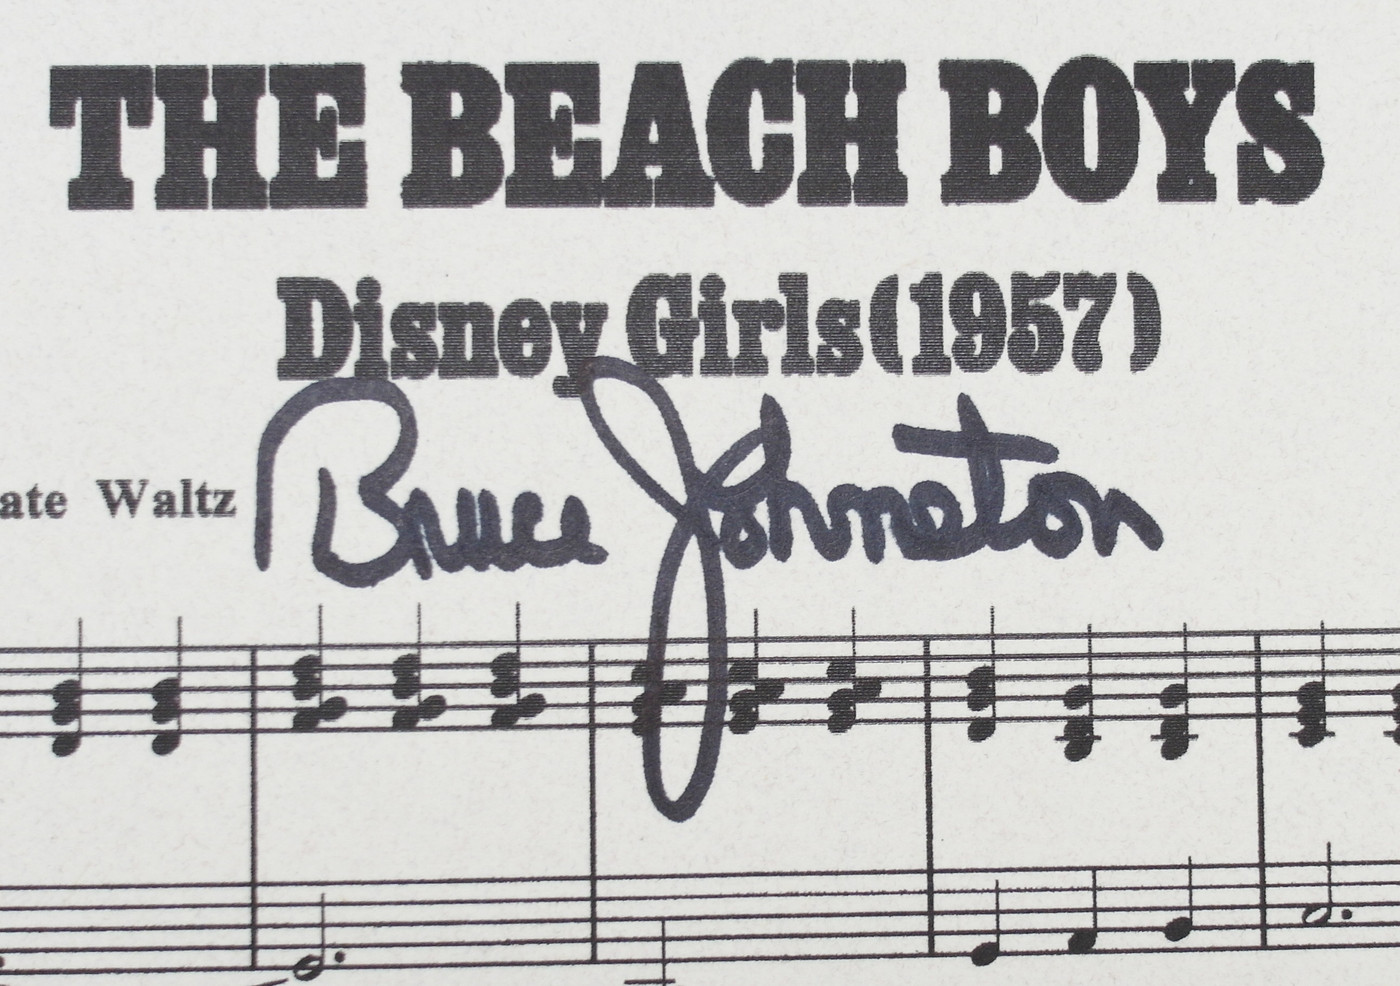 THE BEACH BOYS
Disney Girls (1957)
ate Waltz
Bruce Johnston